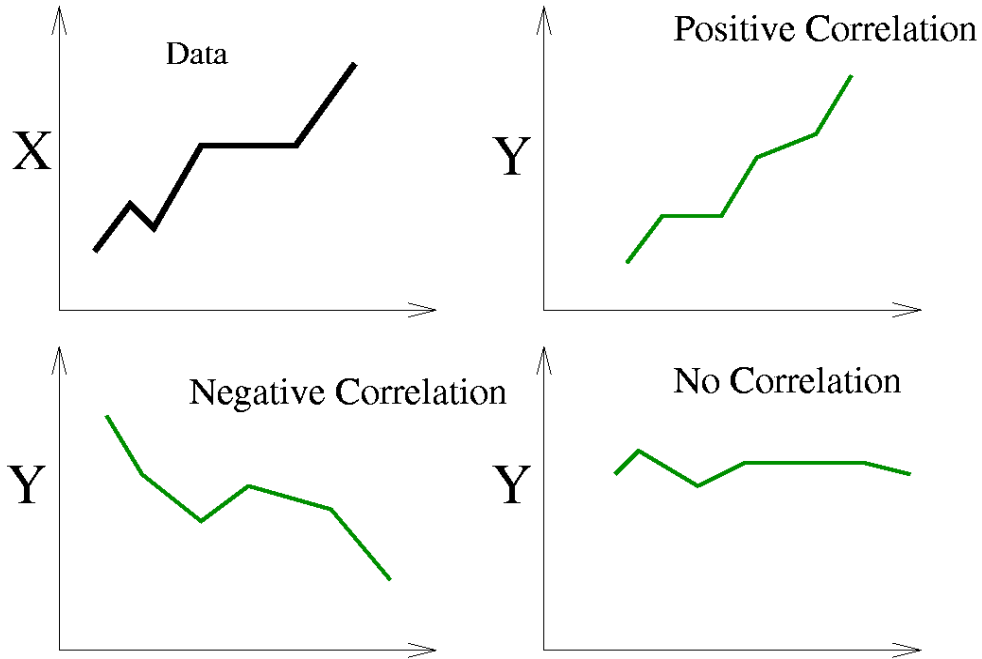 Data
X
Positive Correlation
Y
Negative Correlation
Y
No Correlation
Y